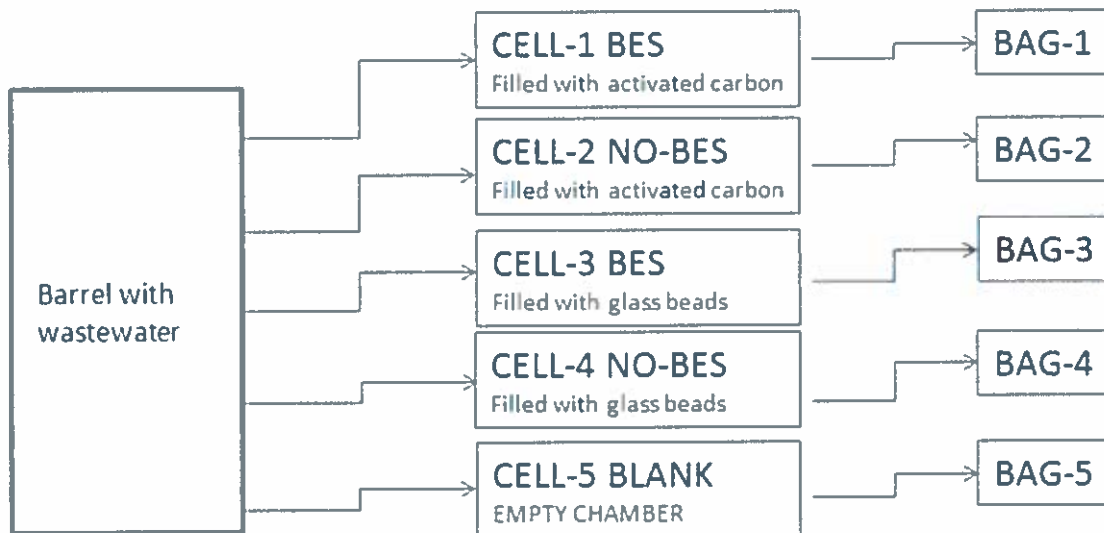 Barrel with
wastewater
CELL-1 BES
Filled with activated carbon
BAG-1
CELL-2 NO-BES
Filled with activated carbon
BAG-2
CELL-3 BES
Filled with glass beads
BAG-3
CELL-4 NO-BES
Filled with glass beads
BAG-4
CELL-5 BLANK
EMPTY CHAMBER
BAG-5